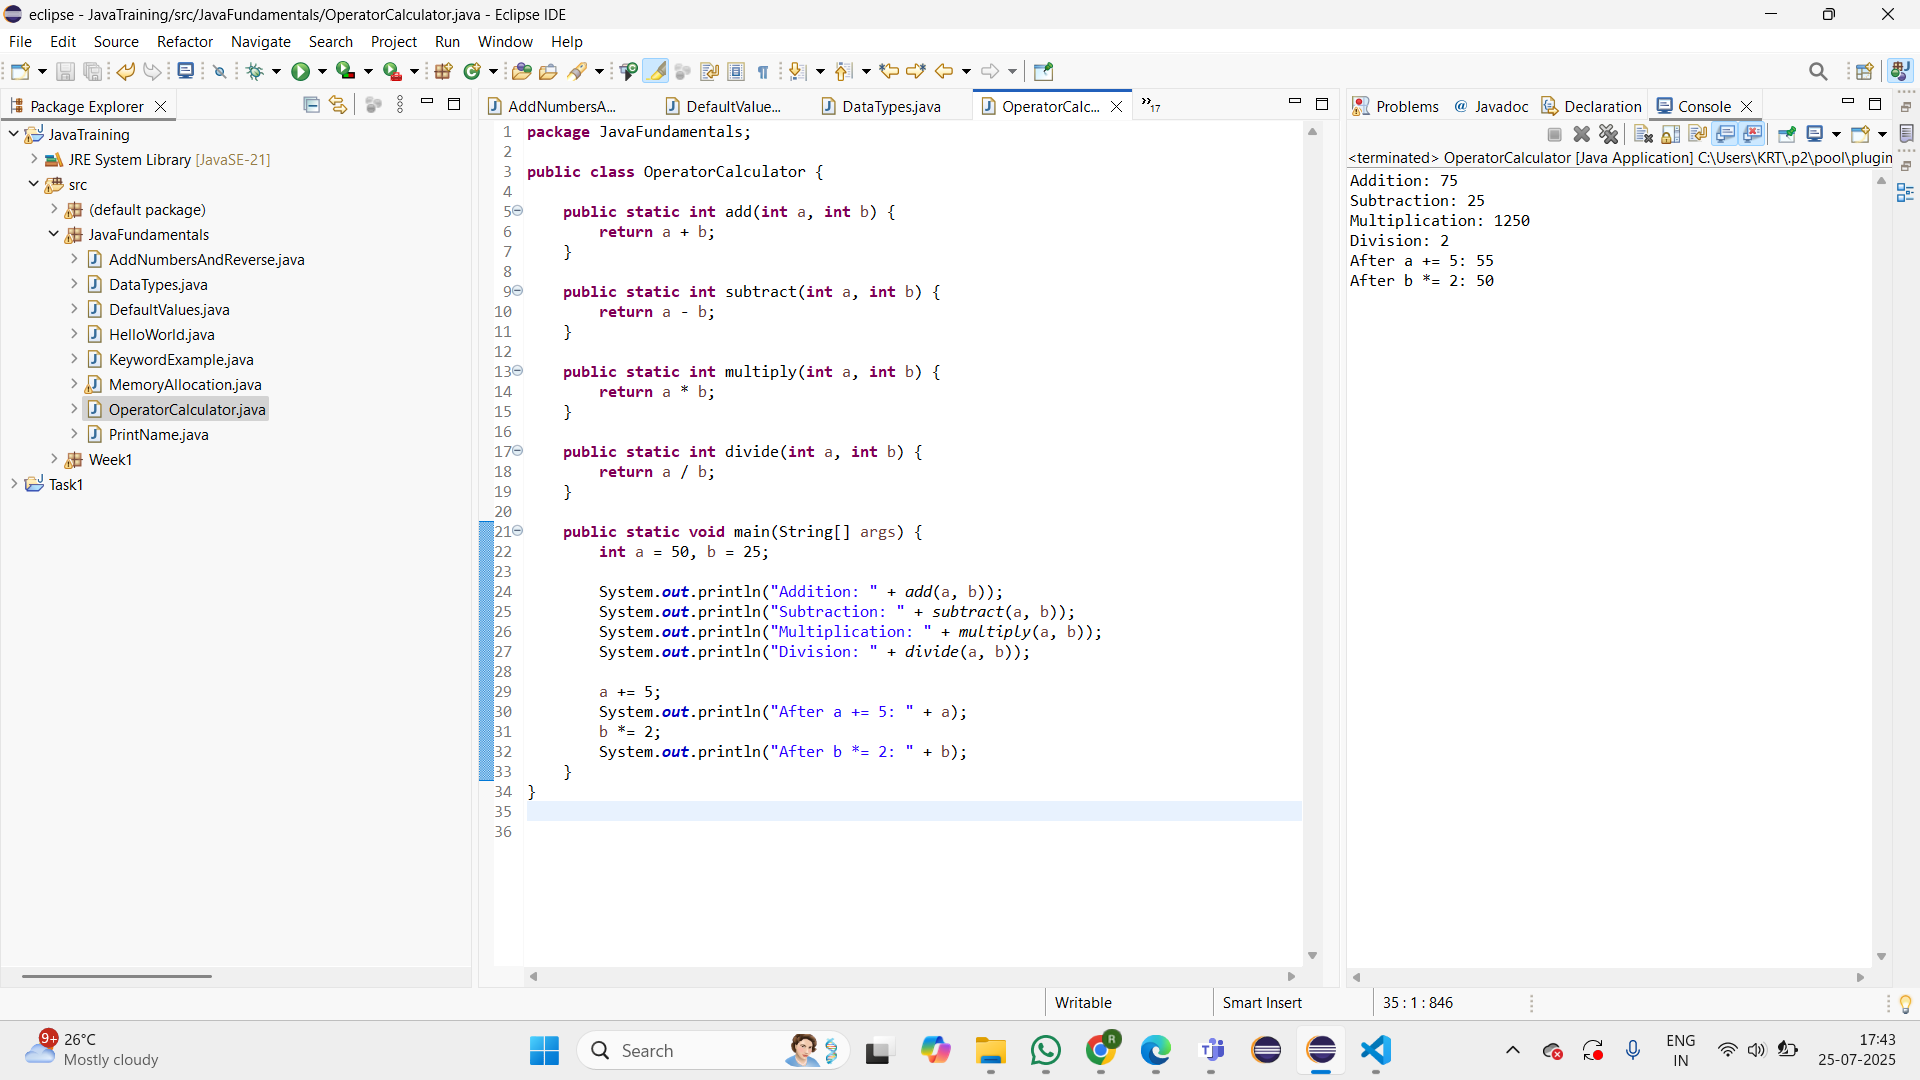 eclipse - JavaTraining/src/JavaFundamentals/OperatorCalculator.java - Eclipse IDE
File Edit Source Refactor Navigate Search Project Run Window Help
Package Explorer
JavaTraining
JRE System Library [JavaSE-21]
src
(default package)
JavaFundamentals
AddNumbersAndReverse.java
DataTypes.java
DefaultValues.java
HelloWorld.java
KeywordExample.java
MemoryAllocation.java
OperatorCalculator.java
PrintName.java
Week1
Task1
AddNumbersA... DefaultValue... DataTypes.java OperatorCalc... »17
1 package JavaFundamentals;
2
3 public class OperatorCalculator {
4
5 public static int add(int a, int b) {
6 return a + b;
7 }
8
9 public static int subtract(int a, int b) {
10 return a - b;
11 }
12
13 public static int multiply(int a, int b) {
14 return a * b;
15 }
16
17 public static int divide(int a, int b) {
18 return a / b;
19 }
20
21 public static void main(String[] args) {
22 int a = 50, b = 25;
23
24 System.out.println("Addition: " + add(a, b));
25 System.out.println("Subtraction: " + subtract(a, b));
26 System.out.println("Multiplication: " + multiply(a, b));
27 System.out.println("Division: " + divide(a, b));
28
29 a += 5;
30 System.out.println("After a += 5: " + a);
31 b *= 2;
32 System.out.println("After b *= 2: " + b);
33 }
34 }
35
36
Problems Javadoc Declaration Console
<terminated> OperatorCalculator [Java Application] C:\Users\KRT\.p2\pool\plugin
Addition: 75
Subtraction: 25
Multiplication: 1250
Division: 2
After a += 5: 55
After b *= 2: 50
Writable Smart Insert 35 : 1 : 846
9+
26°C
Mostly cloudy
Search
R
ENG
IN
17:43
25-07-2025